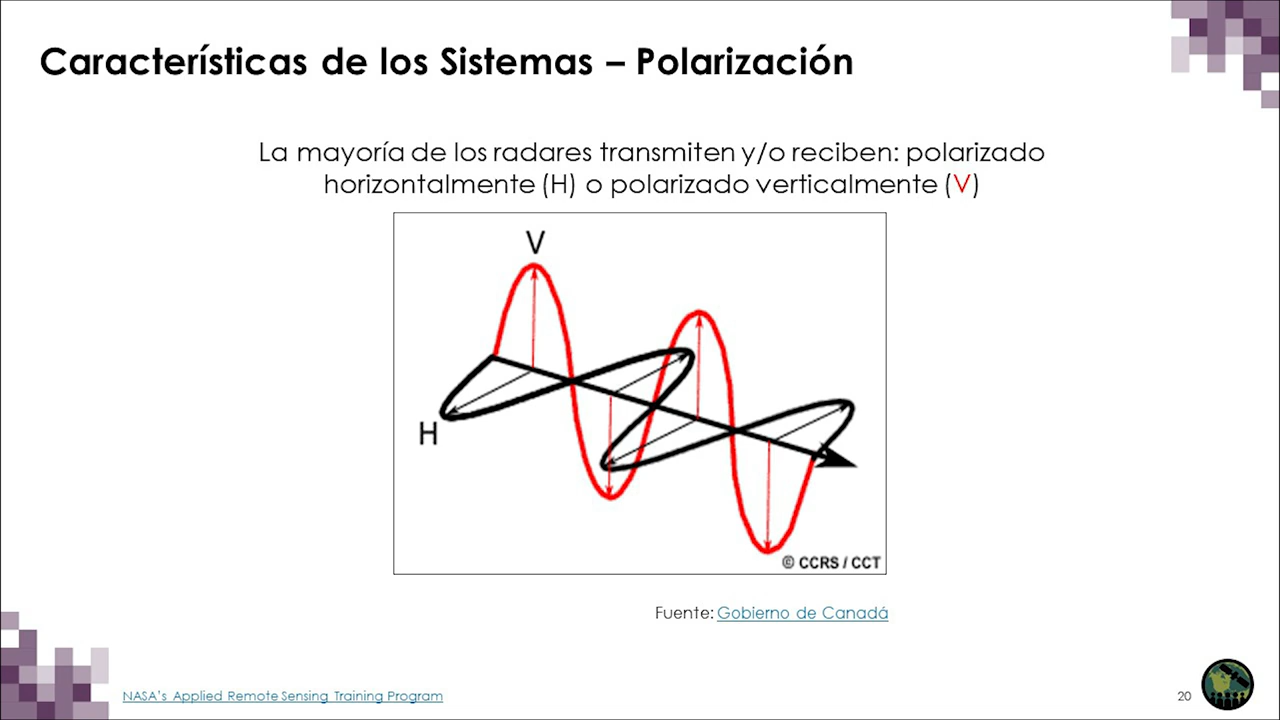 Características de los Sistemas – Polarización
La mayoría de los radares transmiten y/o reciben: polarizado
horizontalmente (H) o polarizado verticalmente (V)
V
H
© CCRS / CCT
Fuente: Gobierno de Canadá
NASA's Applied Remote Sensing Training Program
20